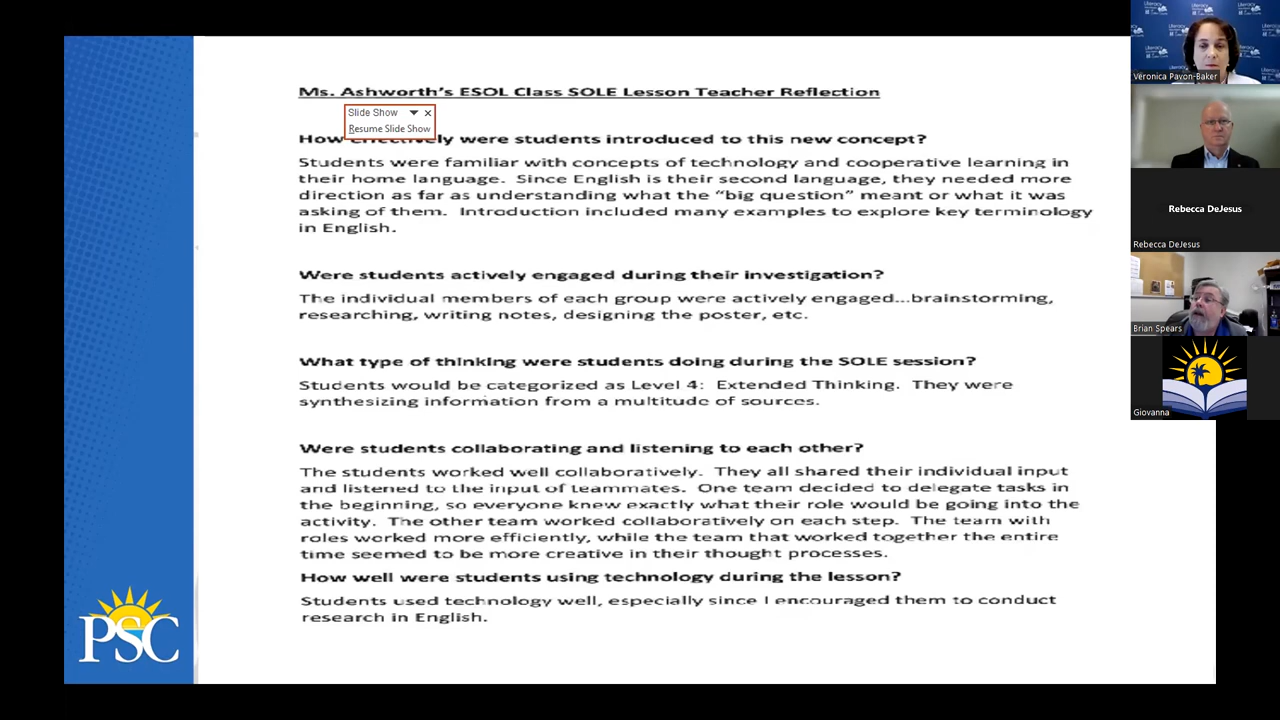 Ms. Ashworth's ESOL Class SOLE Lesson Teacher Reflection
Slide Show
Resume Slide Show
How effectively were students introduced to this new concept?
Students were familiar with concepts of technology and cooperative learning in
their home language. Since English is their second language, they needed more
direction as far as understanding what the "big question" meant or what it was
asking of them. Introduction included many examples to explore key terminology
in English.
Were students actively engaged during their investigation?
The individual members of each group were actively engaged...brainstorming,
researching, writing notes, designing the poster, etc.
What type of thinking were students doing during the SOLE session?
Students would be categorized as Level 4: Extended Thinking. They were
synthesizing information from a multitude of sources.
Were students collaborating and listening to each other?
The students worked well collaboratively. They all shared their individual input
and listened to the input of teammates. One team decided to delegate tasks in
the beginning, so everyone knew exactly what their role would be going into the
activity. The other team worked collaboratively on each step. The team with
roles worked more efficiently, while the team that worked together the entire
time seemed to be more creative in their thought processes.
How well were students using technology during the lesson?
Students used technology well, especially since I encouraged them to conduct
research in English.
PSC
Veronica Pavon-Baker
Rebecca DeJesus
Rebecca DeJesus
Brian Spears
Giovanna